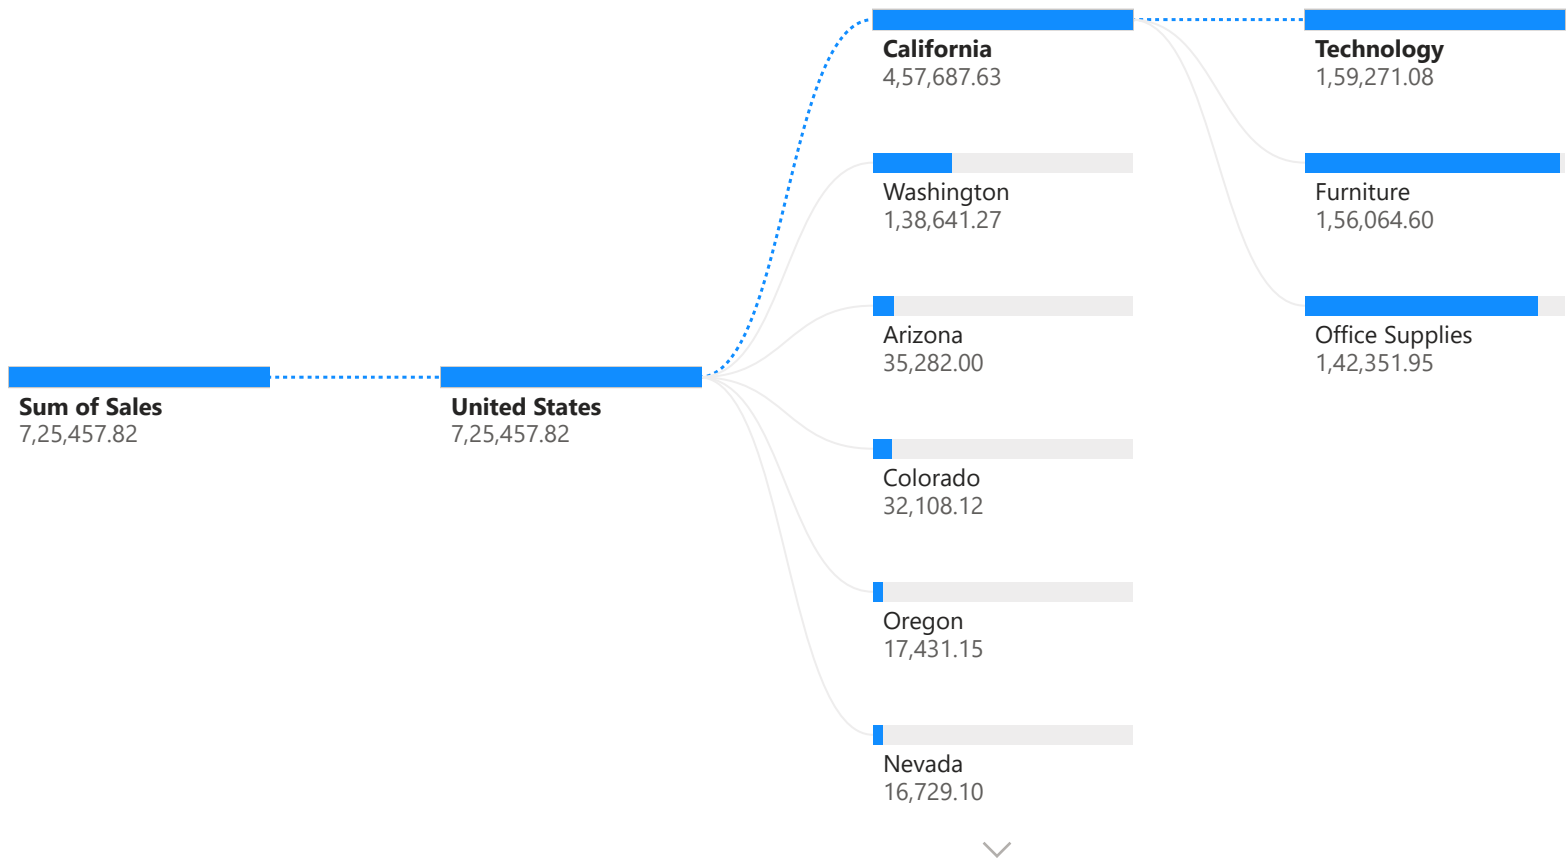 Sum of Sales
7,25,457.82
United States
7,25,457.82
California
4,57,687.63
Washington
1,38,641.27
Arizona
35,282.00
Colorado
32,108.12
Oregon
17,431.15
Nevada
16,729.10
Technology
1,59,271.08
Furniture
1,56,064.60
Office Supplies
1,42,351.95